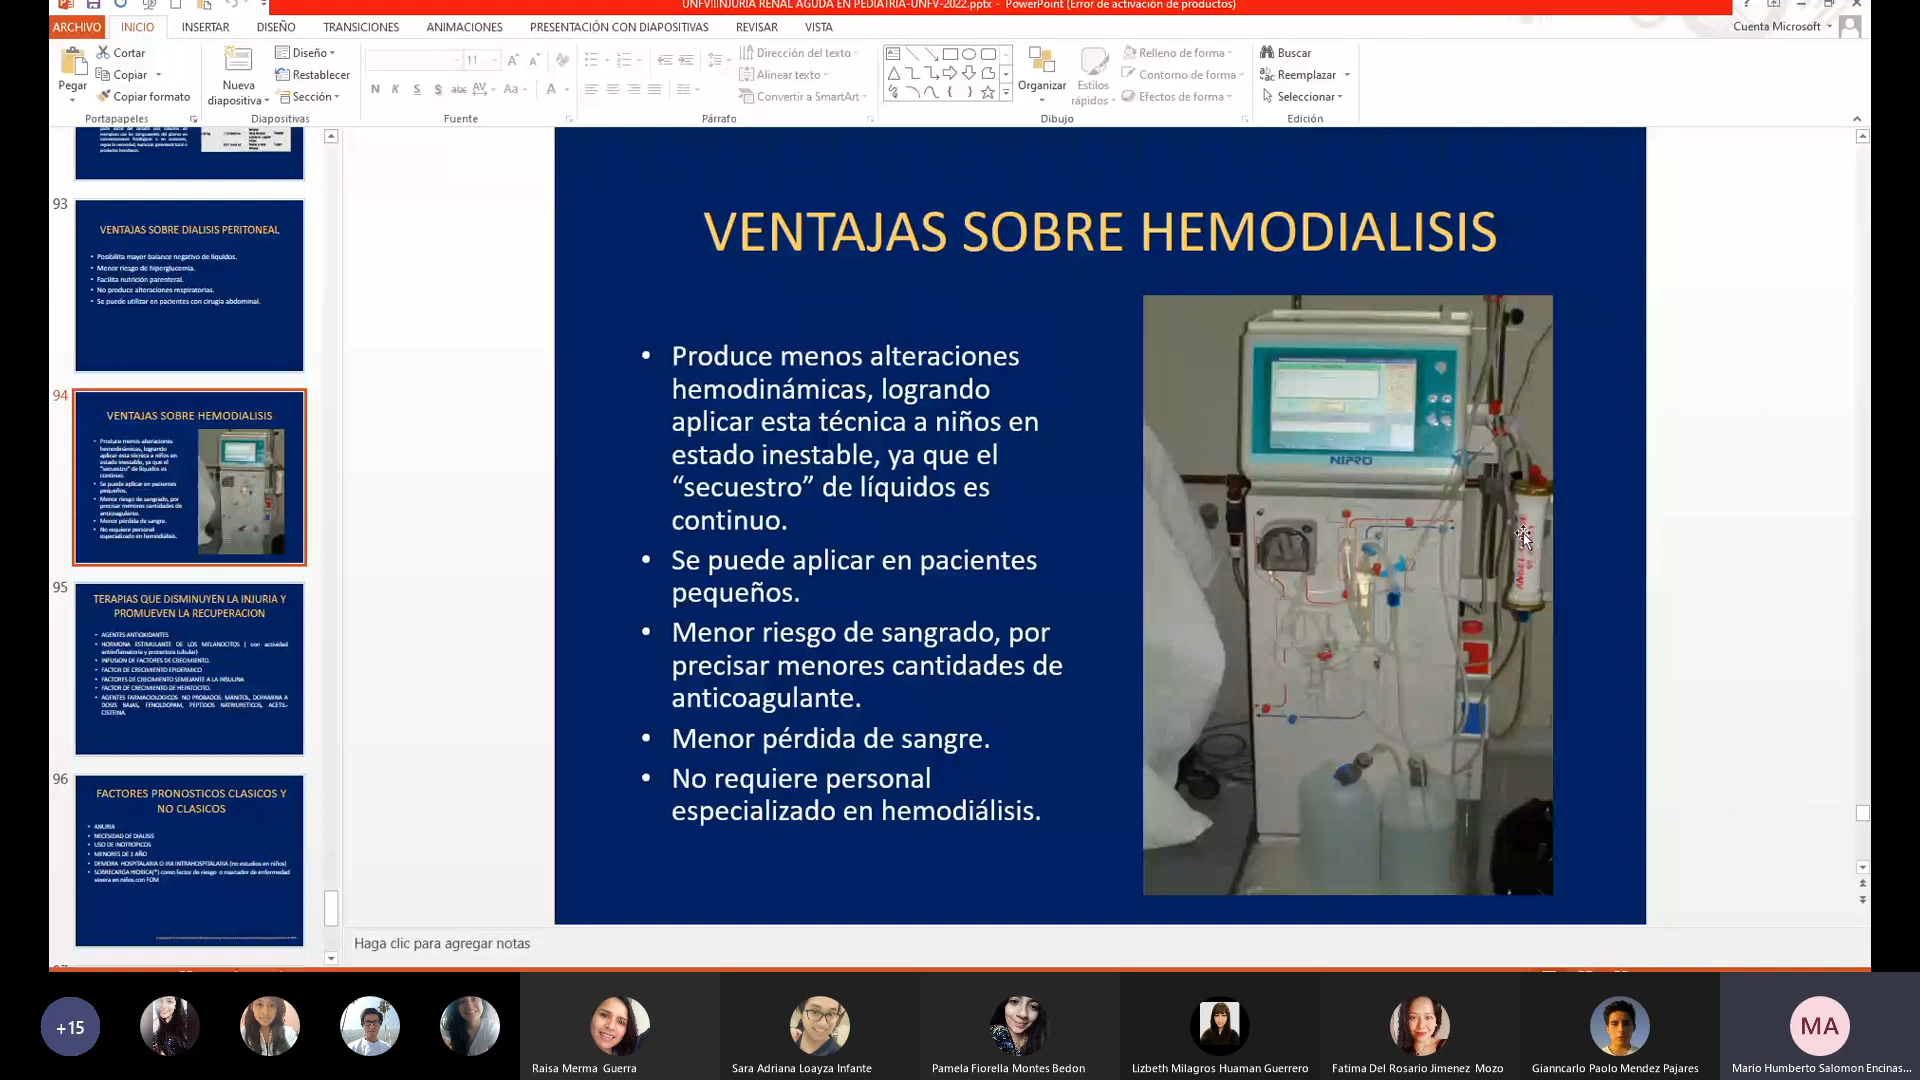 UNFV!!!NJURIA RENAL AGUDA EN PEDIATRIA-UNFV-2022.pptx - PowerPoint (Error de activación de productos)
ARCHIVO INICIO INSERTAR DISEÑO TRANSICIONES ANIMACIONES PRESENTACIÓN CON DIAPOSITIVAS REVISAR VISTA
Cuenta Microsoft
Pegar
Cortar
Copiar
Copiar formato
Portapapeles
Nueva diapositiva
Diseño
Restablecer
Sección
Diapositivas
11
N K S S abc AV Aa A
Fuente
Dirección del texto
Alinear texto
Convertir a SmartArt
Párrafo
Organizar
Estilos rápidos
Relleno de forma
Contorno de forma
Efectos de forma
Dibujo
Buscar
Reemplazar
Seleccionar
Edición
93
VENTAJAS SOBRE DIALISIS PERITONEAL
• Posibilita mayor balance negativo de líquidos.
• Menor riesgo de hiperglucemia.
• Facilita nutrición parenteral.
• No produce alteraciones respiratorias.
• Se puede utilizar en pacientes con cirugia abdominal.
94
VENTAJAS SOBRE HEMODIALISIS
• Produce menos alteraciones
hemodinámicas, logrando
aplicar esta técnica a niños en
estado inestable, ya que el
“secuestro” de líquidos es
continuo.
• Se puede aplicar en pacientes
pequeños.
• Menor riesgo de sangrado, por
precisar menores cantidades de
anticoagulante.
• Menor pérdida de sangre.
• No requiere personal
especializado en hemodiálisis.
95
TERAPIAS QUE DISMINUYEN LA INJURIA Y
PROMUEVEN LA RECUPERACION
• AGENTES ANTIOXIDANTES
• HORMONA ESTIMULANTE DE LOS MELANOCITOS ( con actividad
antiinflamatoria y protectora tubular)
• INFUSION DE FACTORES DE CRECIMIENTO.
• FACTOR DE CRECIMIENTO EPIDERMICO
• FACTORES DE CRECIMIENTO SEMEJANTE A LA INSULINA
• FACTOR DE CRECIMIENTO DE HEPATOCITO.
• AGENTES FARMACOLOGICOS NO PROBADOS: MANITOL, DOPAMINA A
DOSIS BAJAS, FENOLDOPAM, PEPTIDOS NATRIURETICOS, ACETIL-
CISTEINA.
96
FACTORES PRONOSTICOS CLASICOS Y
NO CLASICOS
• ANURIA
• NECESIDAD DE DIALISIS
• USO DE INOTROPICOS
• MENORES DE 1 AÑO
• DEMORA HOSPITALARIA O IRA INTRAHOSPITALARIA (no estudios en niños)
• SOBRECARGA HIDRICA(*) como factor de riesgo o marcador de enfermedad
severa en niños con FOM
VENTAJAS SOBRE HEMODIALISIS
• Produce menos alteraciones
hemodinámicas, logrando
aplicar esta técnica a niños en
estado inestable, ya que el
“secuestro” de líquidos es
continuo.
• Se puede aplicar en pacientes
pequeños.
• Menor riesgo de sangrado, por
precisar menores cantidades de
anticoagulante.
• Menor pérdida de sangre.
• No requiere personal
especializado en hemodiálisis.
NIPRO
Haga clic para agregar notas
+15
Raisa Merma Guerra
Sara Adriana Loayza Infante
Pamela Fiorella Montes Bedon
Lizbeth Milagros Huaman Guerrero
Fatima Del Rosario Jimenez Mozo
Gianncarlo Paolo Mendez Pajares
MA
Mario Humberto Salomon Encinas...